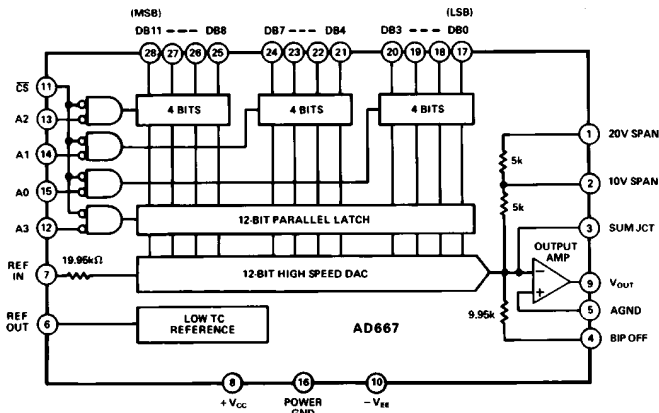 (MSB) (LSB)
DB11 DB8 DB7 DB4 DB3 DB0
28 27 26 25 24 23 22 21 20 19 18 17
CS 11
A2 13
4 BITS 4 BITS 4 BITS
A1 14
A0 15
A3 12
12-BIT PARALLEL LATCH
REF IN 7
19.95kΩ
12-BIT HIGH SPEED DAC
REF OUT 6
LOW TC
REFERENCE
AD667
1 20V SPAN
5k
2 10V SPAN
5k
3 SUM JCT
OUTPUT
AMP
9 VOUT
5 AGND
9.95k
4 BIP OFF
8 16 10
+VCC POWER GND -VEE